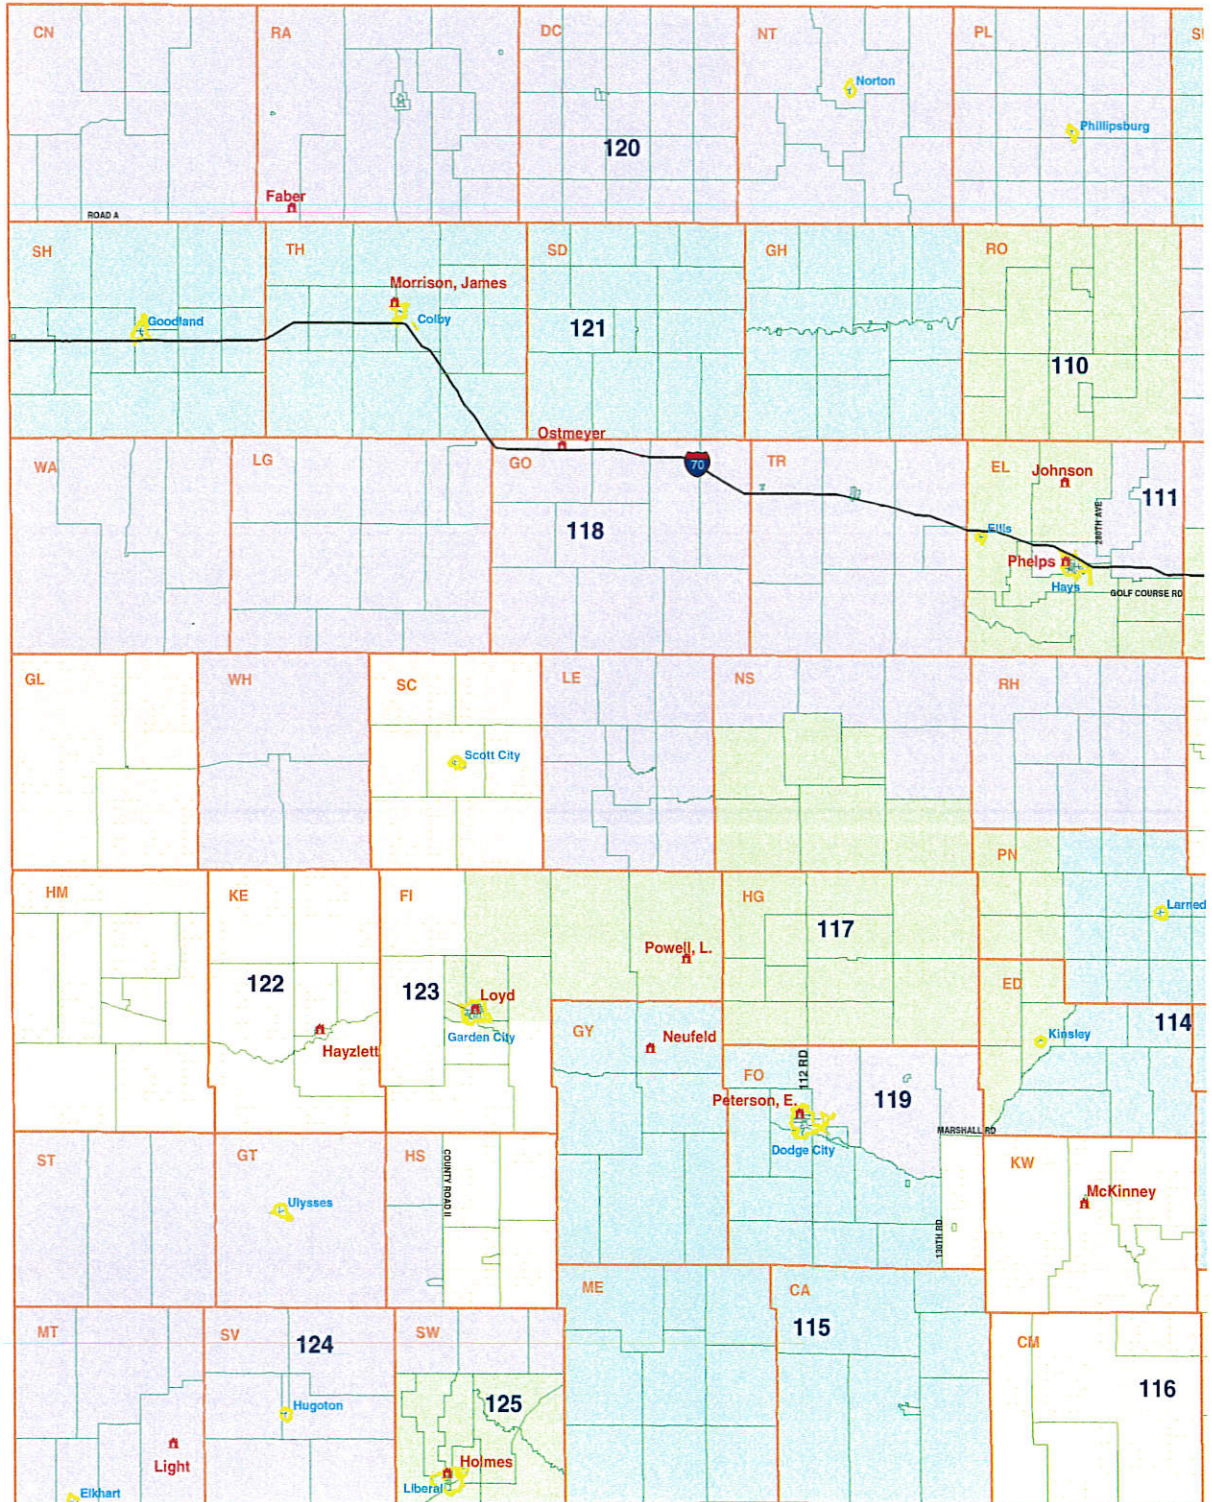 CN
RA
DC
NT
PL
Norton
Phillipsburg
120
Faber
ROAD A
SH
TH
SD
GH
RO
Morrison, James
Goodland
Colby
121
110
Ostmeyer
WA
LG
GO
70
TR
EL
Johnson
111
280TH AVE
118
Ellis
Phelps
Hays
GOLF COURSE RD
GL
WH
SC
LE
NS
RH
Scott City
PN
HM
KE
FI
HG
Larned
117
Powell, L.
122
123
Loyd
ED
Garden City
GY
Neufeld
Kinsley
114
Hayzlett
FO
112 RD
Peterson, E.
119
MARSHALL RD
Dodge City
ST
GT
HS
COUNTY ROAD II
KW
Ulysses
McKinney
130TH RD
ME
CA
MT
SV
124
SW
115
CM
116
Hugoton
125
Light
Holmes
Liberal
Elkhart